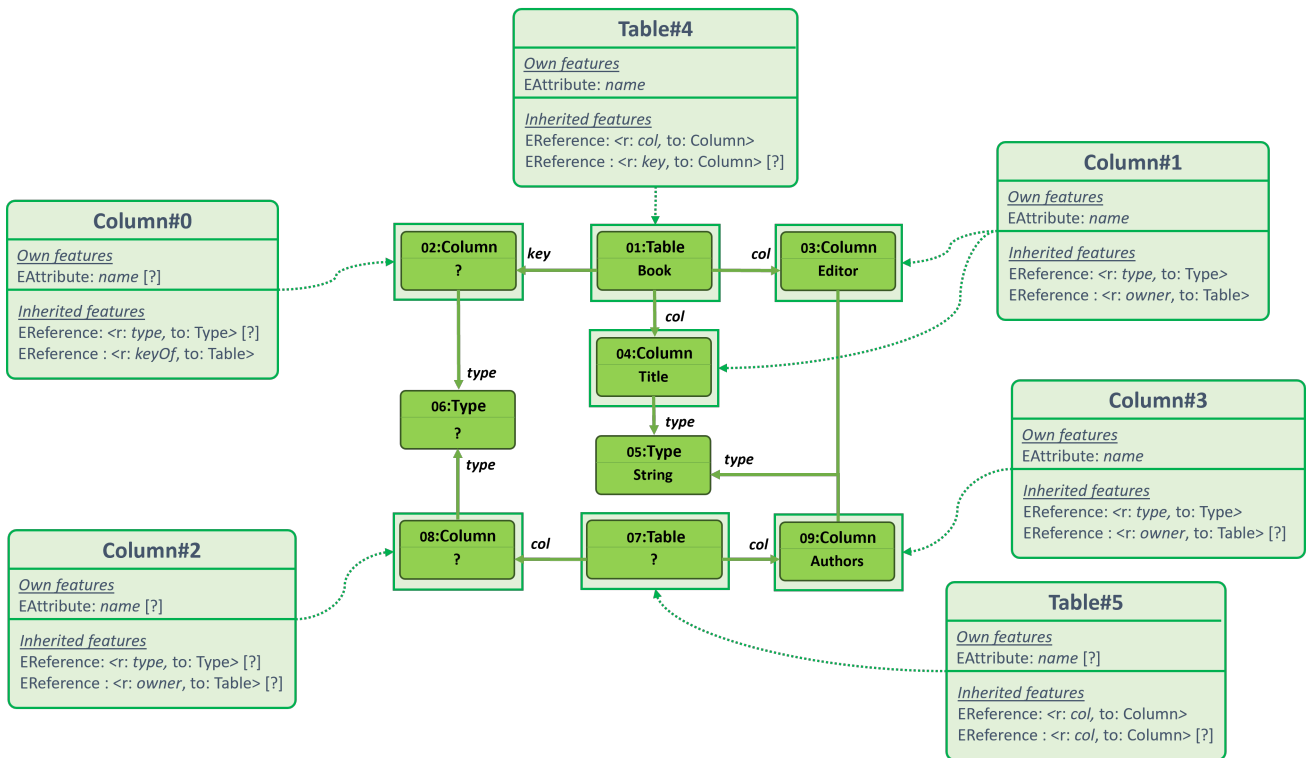 Table#4
Own features
EAttribute: name
Inherited features
EReference: <r: col, to: Column>
EReference : <r: key, to: Column> [?]
Column#1
Own features
EAttribute: name
Inherited features
EReference: <r: type, to: Type>
EReference : <r: owner, to: Table>
Column#0
Own features
EAttribute: name [?]
Inherited features
EReference: <r: type, to: Type> [?]
EReference : <r: keyOf, to: Table>
02:Column
?
key
01:Table
Book
col
03:Column
Editor
col
04:Column
Title
type
06:Type
?
type
type
05:Type
String
type
Column#3
Own features
EAttribute: name
Inherited features
EReference: <r: type, to: Type>
EReference : <r: owner, to: Table> [?]
08:Column
?
col
07:Table
?
col
09:Column
Authors
Column#2
Own features
EAttribute: name [?]
Inherited features
EReference: <r: type, to: Type> [?]
EReference : <r: owner, to: Table> [?]
Table#5
Own features
EAttribute: name [?]
Inherited features
EReference: <r: col, to: Column>
EReference : <r: col, to: Column> [?]